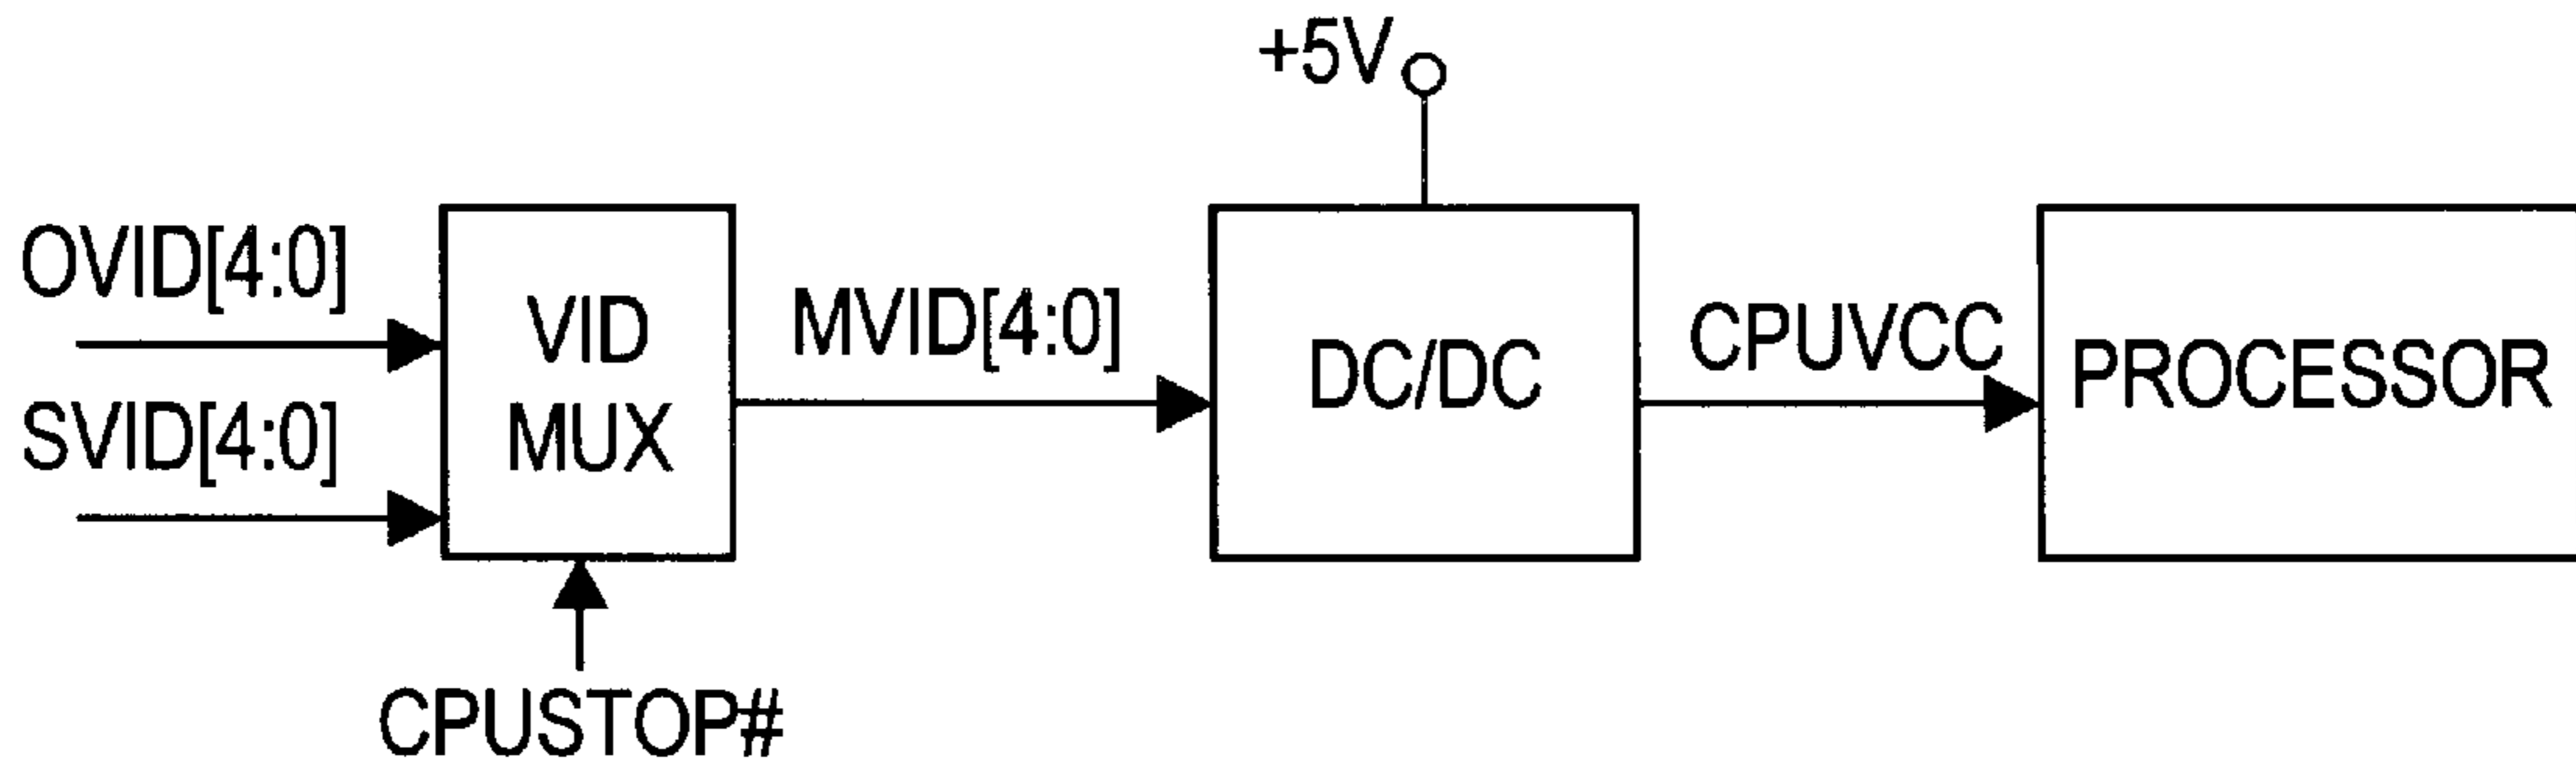 +5V
OVID[4:0]
SVID[4:0]
VID
MUX
MVID[4:0]
DC/DC
CPUVCC
PROCESSOR
CPUSTOP#